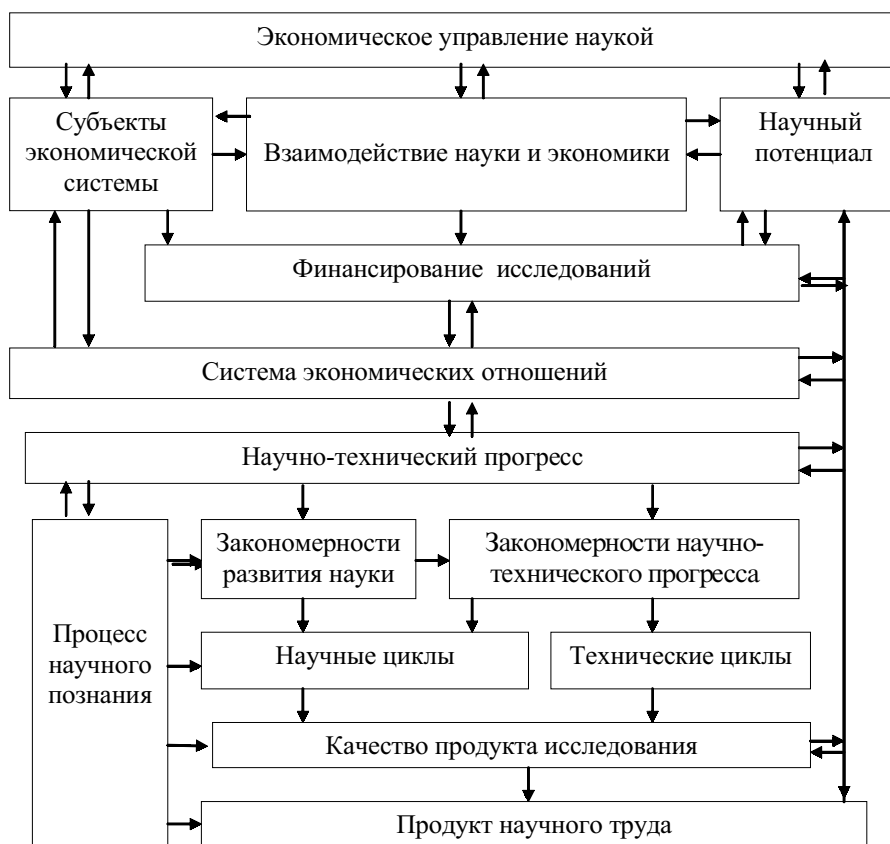 Экономическое управление наукой
Субъекты
экономической
системы
Взаимодействие науки и экономики
Научный
потенциал
Финансирование исследований
Система экономических отношений
Научно-технический прогресс
Процесс
научного
познания
Закономерности
развития науки
Закономерности научно-
технического прогресса
Научные циклы
Технические циклы
Качество продукта исследования
Продукт научного труда